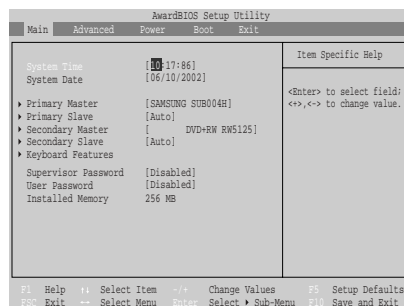 AwardBIOS Setup Utility
Main Advanced Power Boot Exit
Item Specific Help
System Time [10:17:86]
System Date [06/10/2002]
<Enter> to select field;
<+>,<-> to change value.
Primary Master [SAMSUNG SUB004H]
Primary Slave [Auto]
Secondary Master [ DVD+RW RW5125]
Secondary Slave [Auto]
Keyboard Features
Supervisor Password [Disabled]
User Password [Disabled]
Installed Memory 256 MB
F1 Help ↑↓ Select Item -/+ Change Values F5 Setup Defaults
ESC Exit ↔ Select Menu Enter Select ▸ Sub-Menu F10 Save and Exit